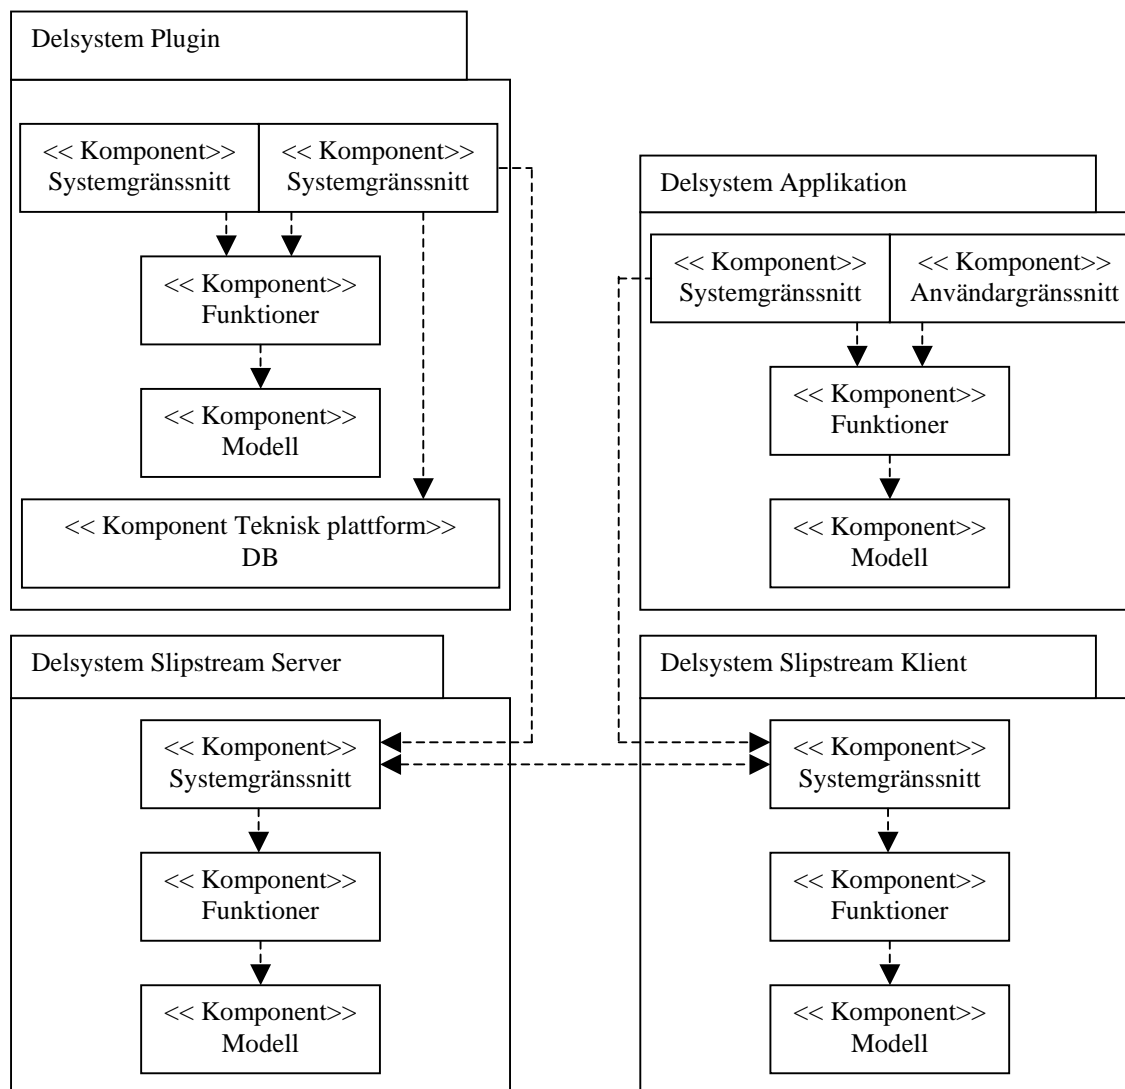 Delsystem Plugin
<< Komponent>>
Systemgränssnitt
<< Komponent>>
Systemgränssnitt
<< Komponent>>
Funktioner
<< Komponent>>
Modell
<< Komponent Teknisk plattform>>
DB
Delsystem Applikation
<< Komponent>>
Systemgränssnitt
<< Komponent>>
Användargränssnitt
<< Komponent>>
Funktioner
<< Komponent>>
Modell
Delsystem Slipstream Server
<< Komponent>>
Systemgränssnitt
<< Komponent>>
Funktioner
<< Komponent>>
Modell
Delsystem Slipstream Klient
<< Komponent>>
Systemgränssnitt
<< Komponent>>
Funktioner
<< Komponent>>
Modell